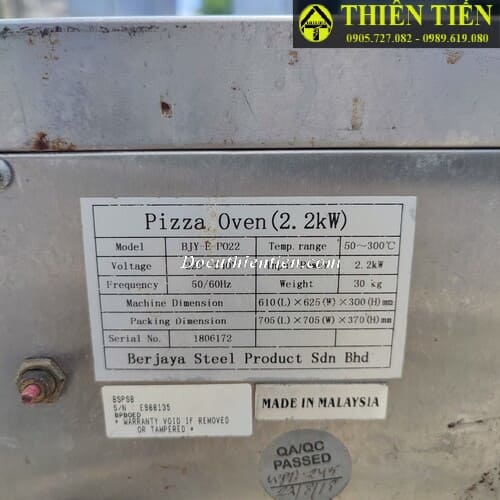 THIÊN TIẾN
0905.727.082 - 0989.619.080
Pizza Oven(2.2kW)
Model BJY-E-PO22 Temp. range 50~300℃
Voltage 2.2kW
Docuthientien.com
Frequency 50/60Hz Weight 30 kg
Machine Dimension 610(L)×625(W)×300(H)mm
Packing Dimension 705(L)×705(W)×370(H)mm
Serial No. 1806172
Berjaya Steel Product Sdn Bhd
BSPSB
S/N E988135
BPBOED
* WARRANTY VOID IF REMOVED
OR TAMPERED *
MADE IN MALAYSIA
QA/QC
PASSED